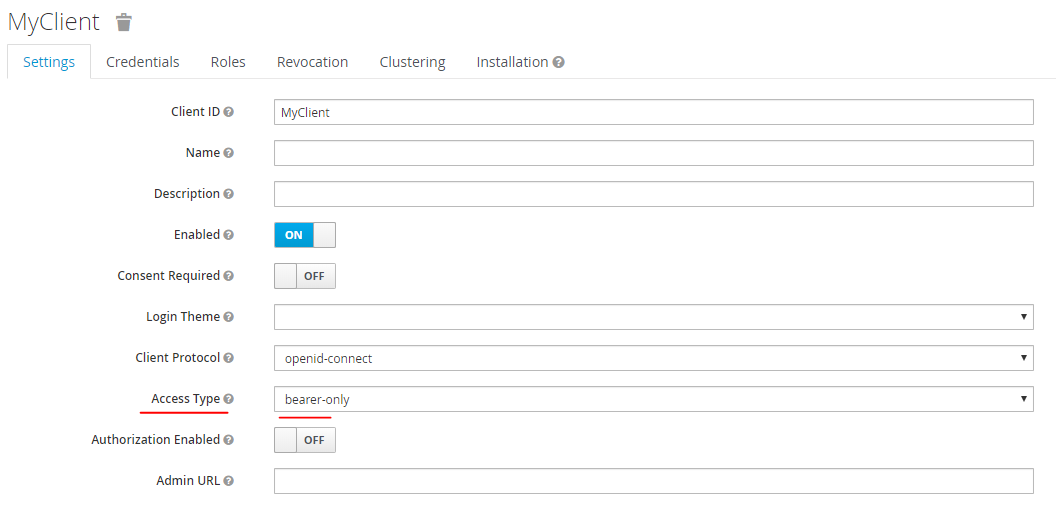 MyClient
Settings Credentials Roles Revocation Clustering Installation
Client ID MyClient
Name
Description
Enabled ON
Consent Required OFF
Login Theme
Client Protocol openid-connect
Access Type bearer-only
Authorization Enabled OFF
Admin URL